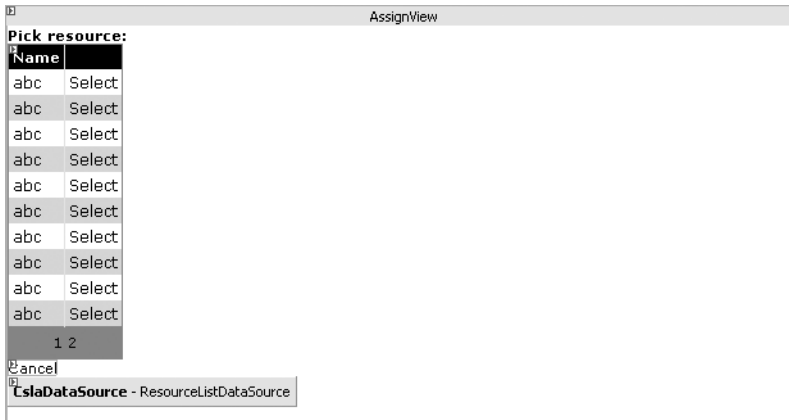 AssignView
Pick resource:
Name
abc Select
abc Select
abc Select
abc Select
abc Select
abc Select
abc Select
abc Select
abc Select
abc Select
1 2
Cancel
CslaDataSource - ResourceListDataSource